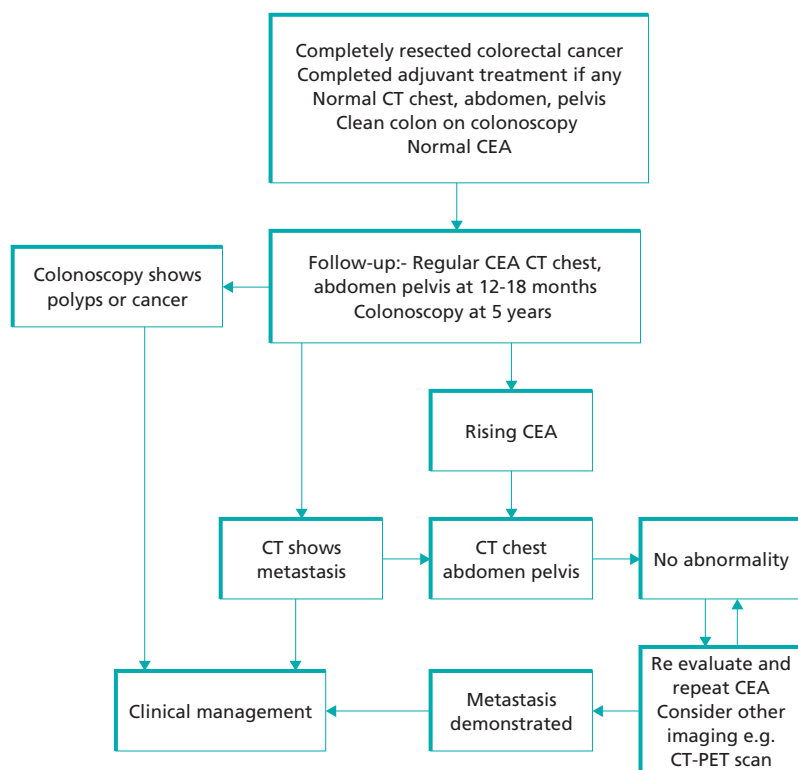 Completely resected colorectal cancer
Completed adjuvant treatment if any
Normal CT chest, abdomen, pelvis
Clean colon on colonoscopy
Normal CEA
Colonoscopy shows
polyps or cancer
Follow-up:- Regular CEA CT chest,
abdomen pelvis at 12-18 months
Colonoscopy at 5 years
Rising CEA
CT shows
metastasis
CT chest
abdomen pelvis
No abnormality
Clinical management
Metastasis
demonstrated
Re evaluate and
repeat CEA
Consider other
imaging e.g.
CT-PET scan